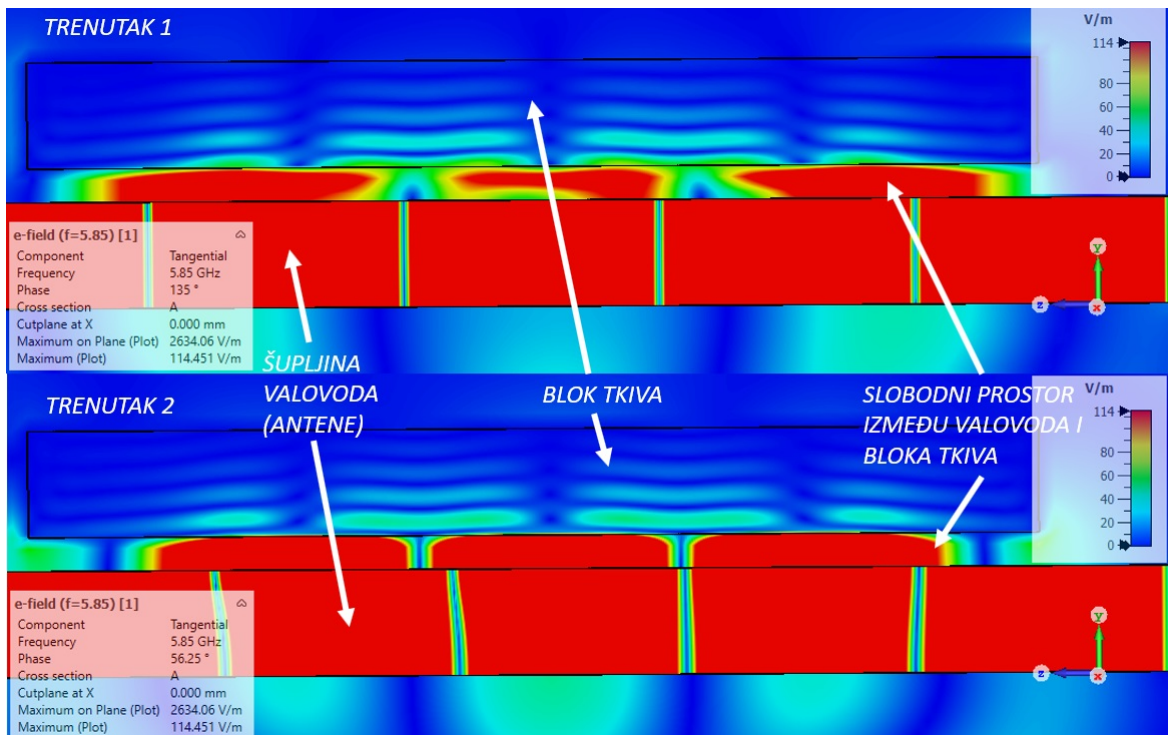 TRENUTAK 1
V/m
114
80
60
40
20
0
e-field (f=5.85) [1]
Component Tangential
Frequency 5.85 GHz
Phase 135 °
Cross section A
Cutplane at X 0.000 mm
Maximum on Plane (Plot) 2634.06 V/m
Maximum (Plot) 114.451 V/m
y
z
x
ŠUPLJINA
VALOVODA
(ANTENE)
BLOK TKIVA
SLOBODNI PROSTOR
IZMEĐU VALOVODA I
BLOKA TKIVA
TRENUTAK 2
V/m
114
80
60
40
20
0
e-field (f=5.85) [1]
Component Tangential
Frequency 5.85 GHz
Phase 56.25 °
Cross section A
Cutplane at X 0.000 mm
Maximum on Plane (Plot) 2634.06 V/m
Maximum (Plot) 114.451 V/m
y
z
x